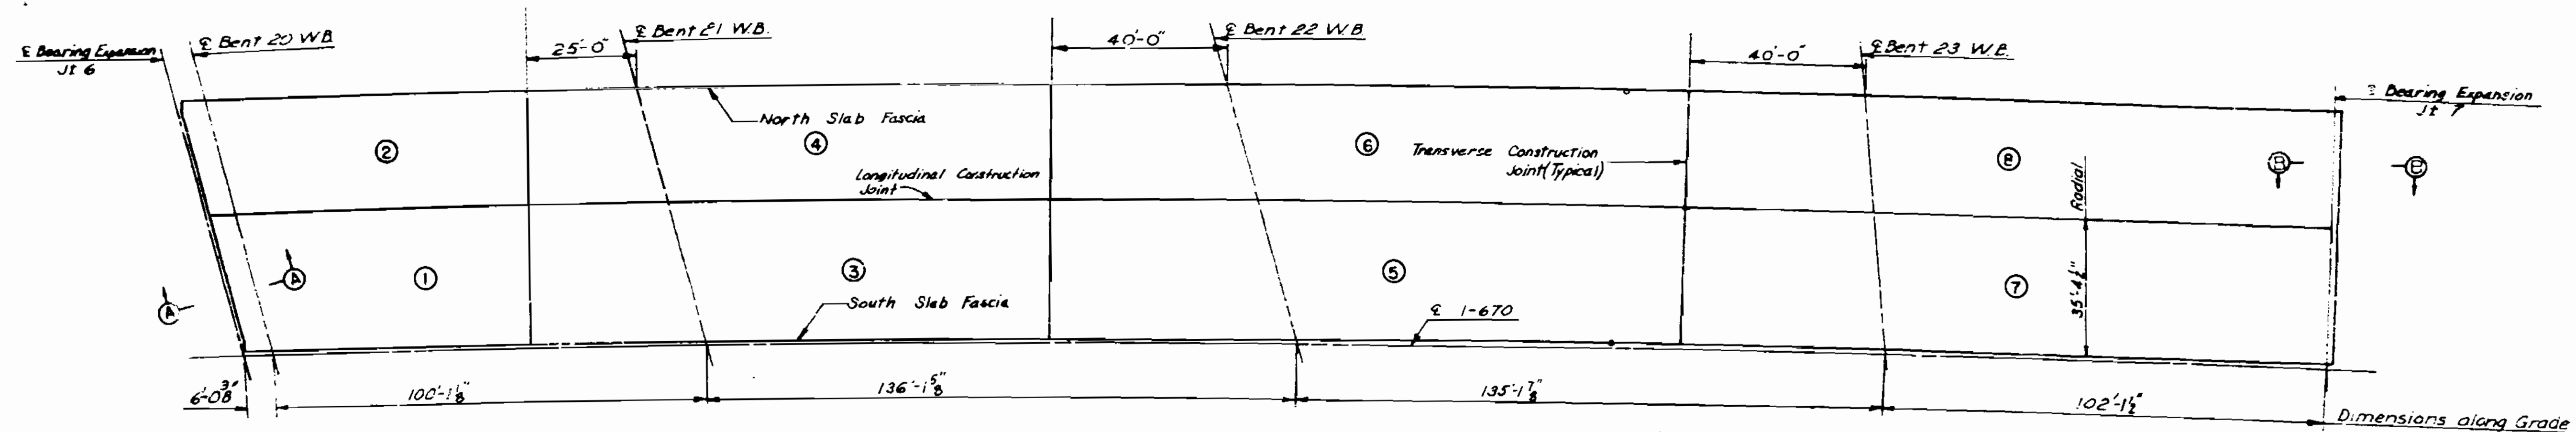 ℄ Bearing Expansion
Jt 6
℄ Bent 20 W.B.
25'-0"
℄ Bent 21 W.B.
40'-0"
℄ Bent 22 W.B.
40'-0"
℄ Bent 23 W.B.
℄ Bearing Expansion
Jt 7
North Slab Fascia
②
④
⑥
Transverse Construction
Joint (Typical)
⑧
B
B
Longitudinal Construction
Joint
Radial
A
A
①
③
South Slab Fascia
⑤
℄ I-670
⑦
35'-4½"
6'-0⅜"
100'-1⅛"
136'-1⅝"
135'-1⅞"
102'-1½"
Dimensions along Grade